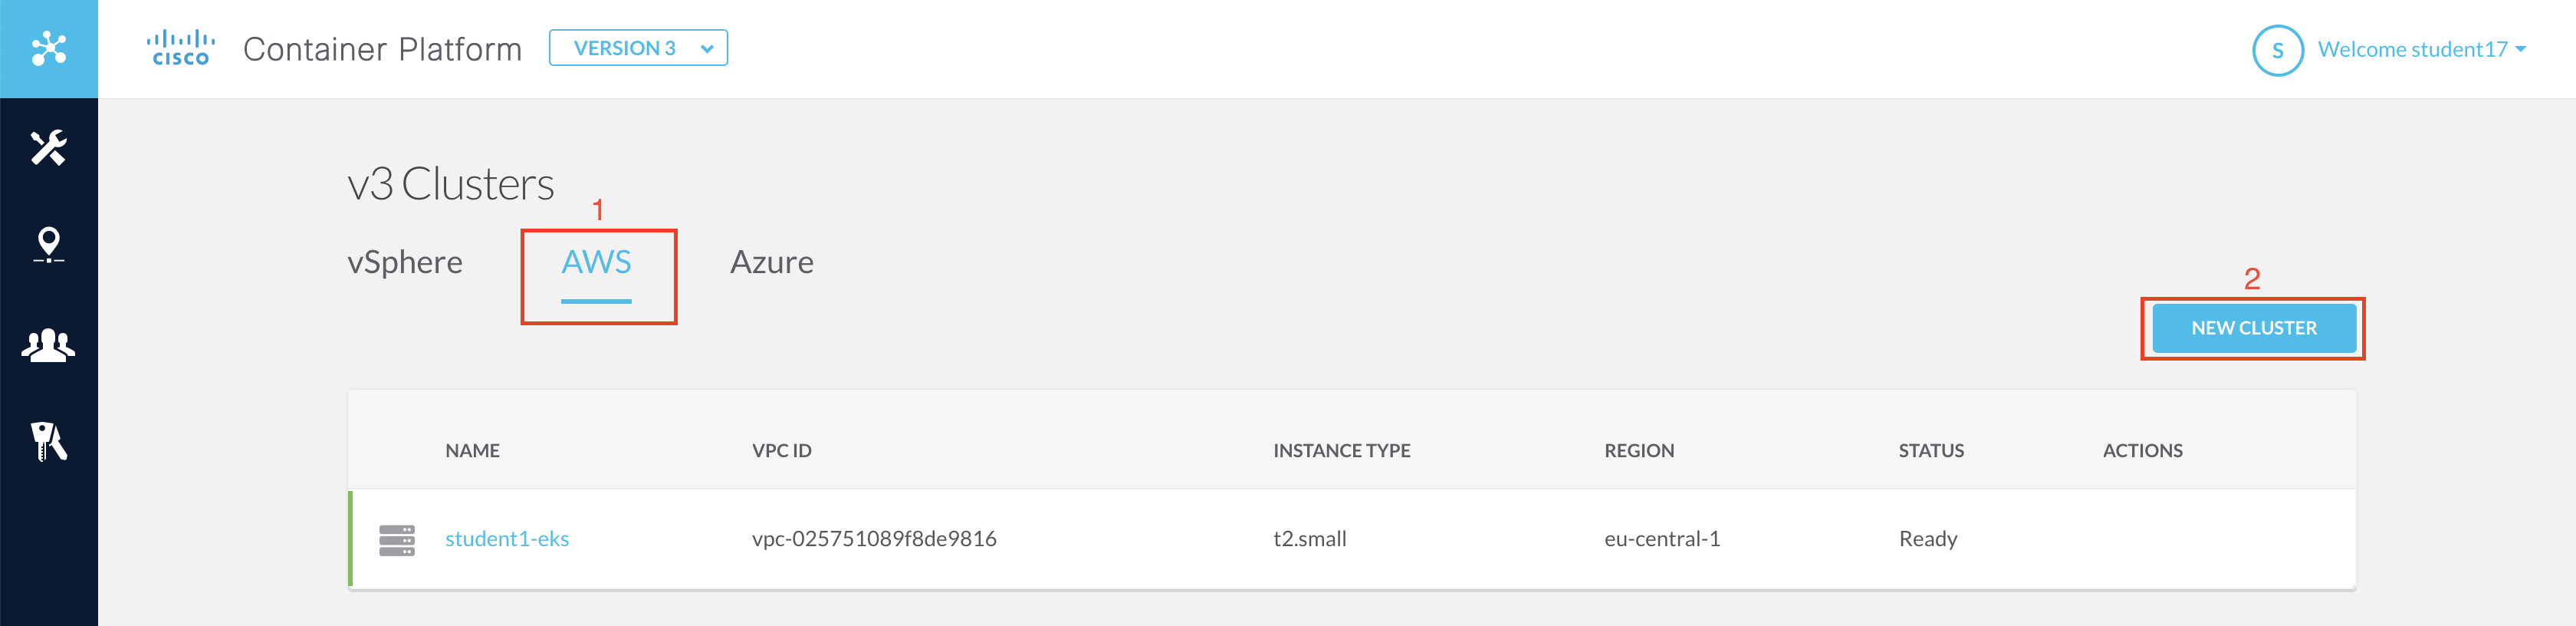 CISCO Container Platform VERSION 3 S Welcome student17
v3 Clusters
1
vSphere AWS Azure
2
NEW CLUSTER
NAME VPC ID INSTANCE TYPE REGION STATUS ACTIONS
student1-eks vpc-025751089f8de9816 t2.small eu-central-1 Ready